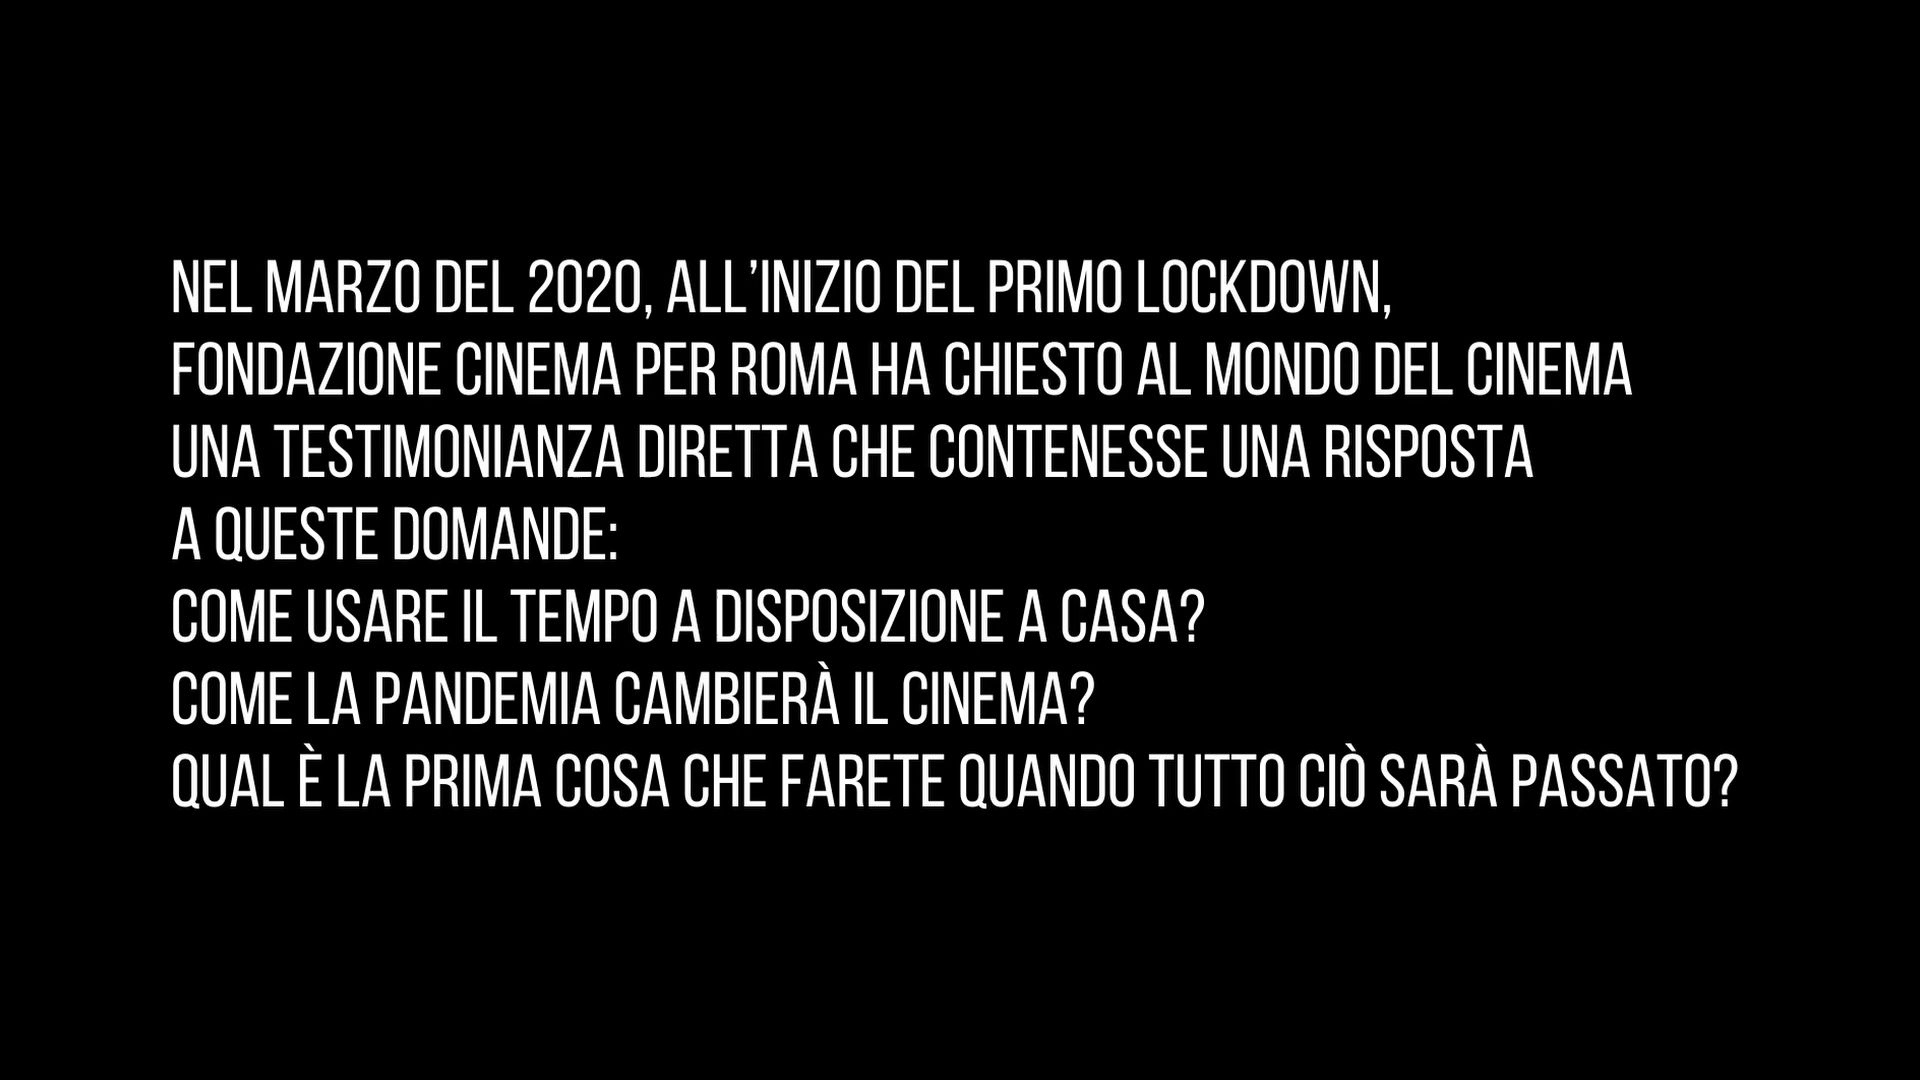 NEL MARZO DEL 2020, ALL’INIZIO DEL PRIMO LOCKDOWN,
FONDAZIONE CINEMA PER ROMA HA CHIESTO AL MONDO DEL CINEMA
UNA TESTIMONIANZA DIRETTA CHE CONTENESSE UNA RISPOSTA
A QUESTE DOMANDE:
COME USARE IL TEMPO A DISPOSIZIONE A CASA?
COME LA PANDEMIA CAMBIERÀ IL CINEMA?
QUAL È LA PRIMA COSA CHE FARETE QUANDO TUTTO CIÒ SARÀ PASSATO?